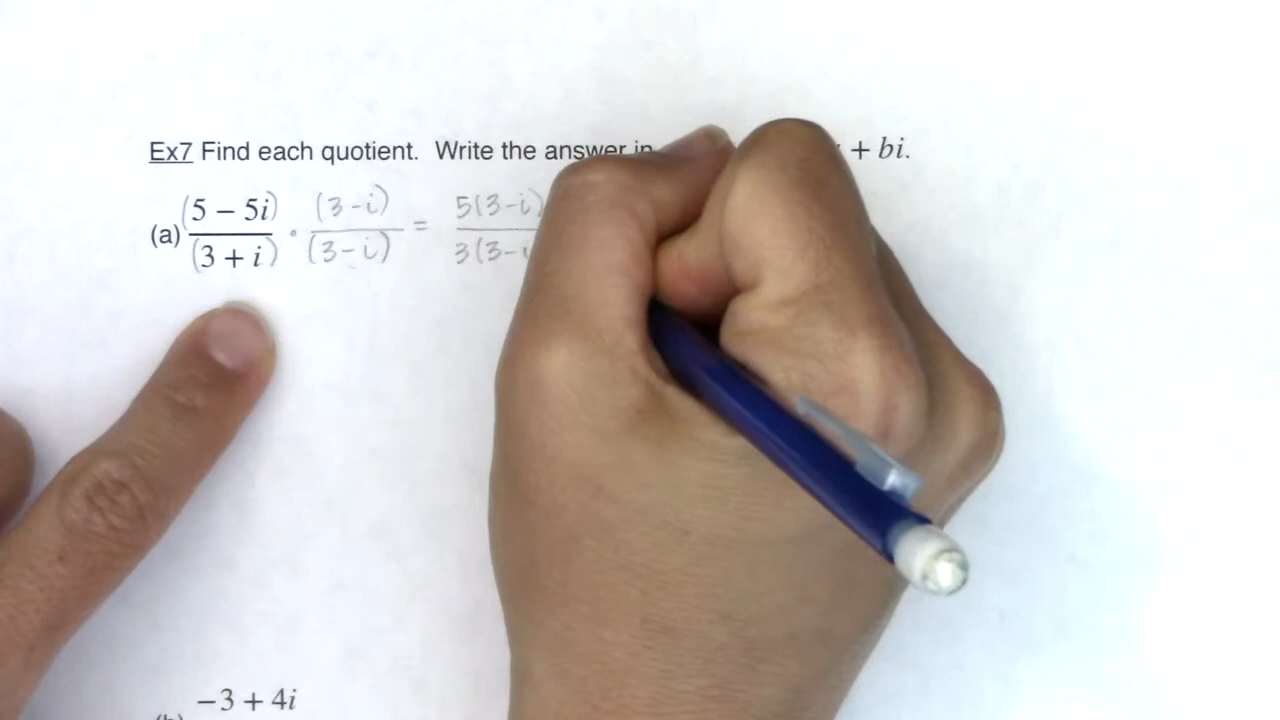 Ex7 Find each quotient. Write the answer in + bi.
(5 − 5i) (3-i) = 5(3-i)
(a) (3 + i) · (3-i) 3(3-i
−3 + 4i